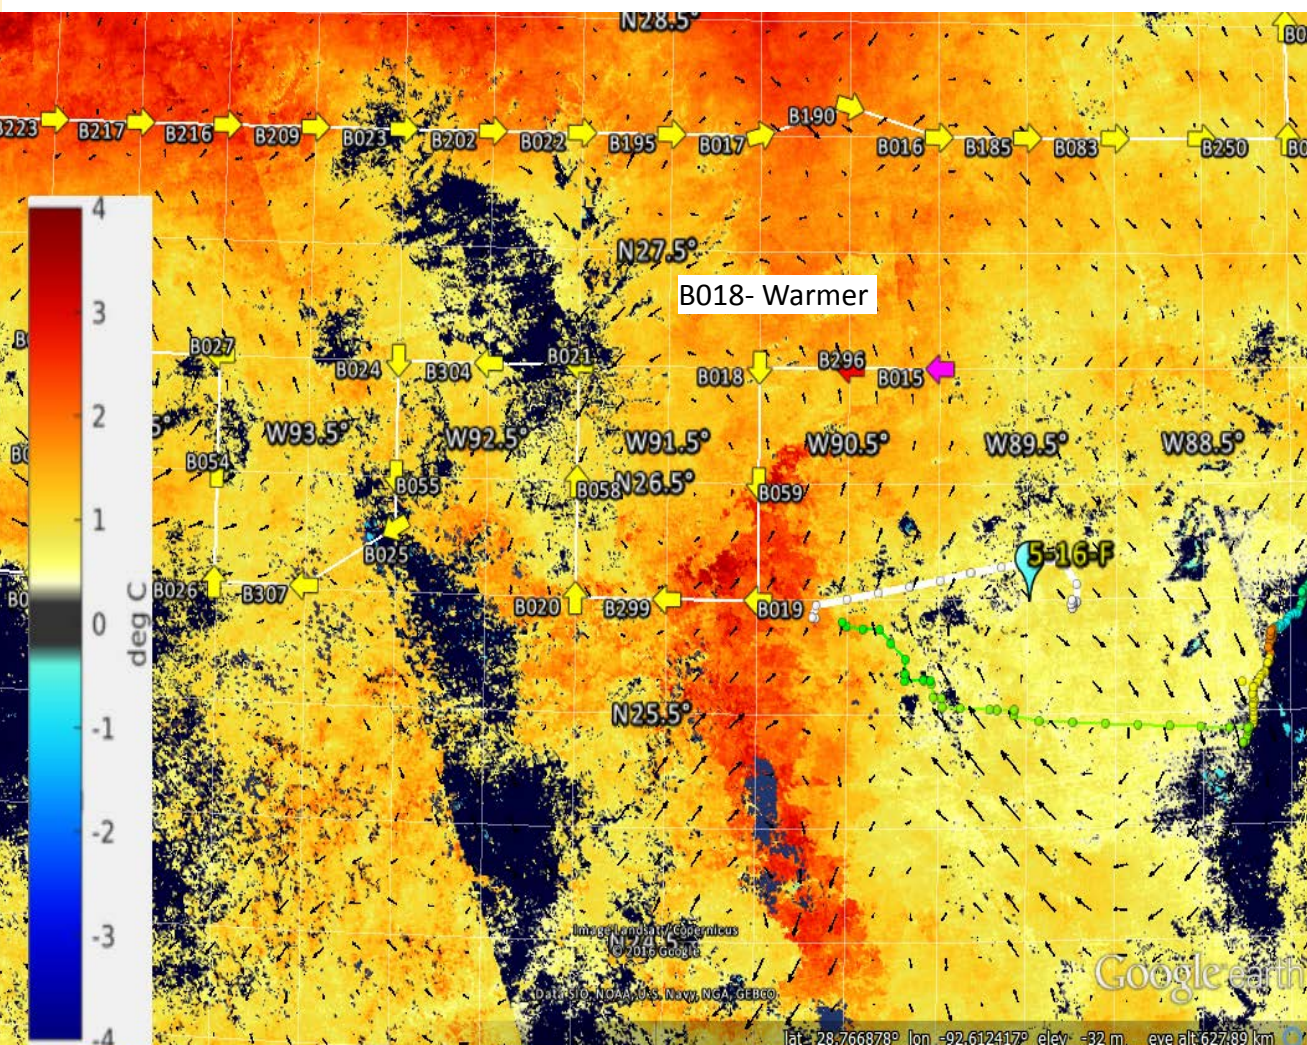 N28.5°
B0
B223 B217 B216 B209 B023 B202 B022 B195 B017 B190 B016 B185 B083 B250 B0
4
3
2
1
0
-1
-2
-3
-4
deg C
N27.5°
B018- Warmer
B027 B024 B304 B021 B018 B296 B015
W93.5° W92.5° W91.5° W90.5° W89.5° W88.5°
B054 B055 B058 N26.5° B059
B025
5-16-F
B026 B307 B020 B299 B019
N25.5°
Image Landsat / Copernicus
N24.5°
© 2016 Google
Data SIO, NOAA, U.S. Navy, NGA, GEBCO
Google earth
lat 28.766878° lon -92.612417° elev -32 m eye alt 627.89 km